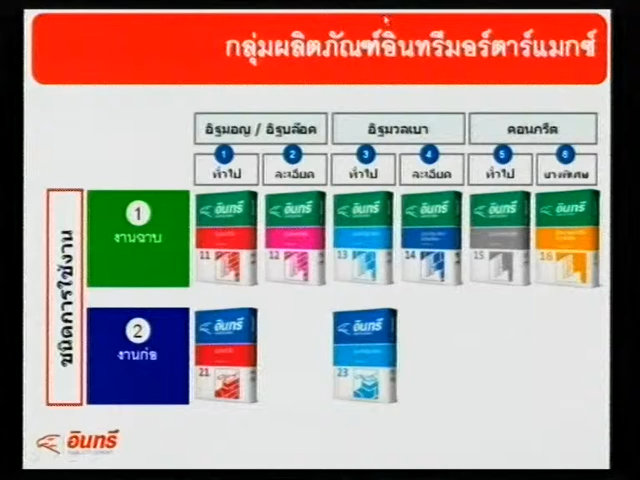 กลุ่มผลิตภัณฑ์อินทรีมอร์ตาร์แมกซ์
อิฐมอญ / อิฐบล๊อค อิฐมวลเบา คอนกรีต
1 2 3 4 5 6
ทั่วไป ละเอียด ทั่วไป ละเอียด ทั่วไป บางพิเศษ
ชนิดการใช้งาน
1
งานฉาบ
อินทรี อินทรี อินทรี อินทรี อินทรี อินทรี
11 12 13 14 15 16
2
งานก่อ
อินทรี อินทรี
21 23
อินทรี